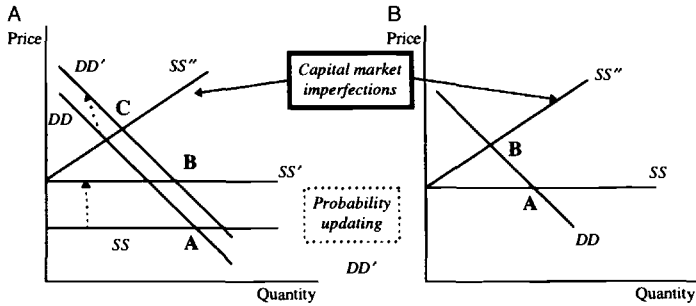 A
Price
DD′
SS″
C
DD
B
SS′
A
SS
Quantity
Capital market
imperfections
Probability
updating
DD′
B
Price
SS″
B
SS
A
DD
Quantity